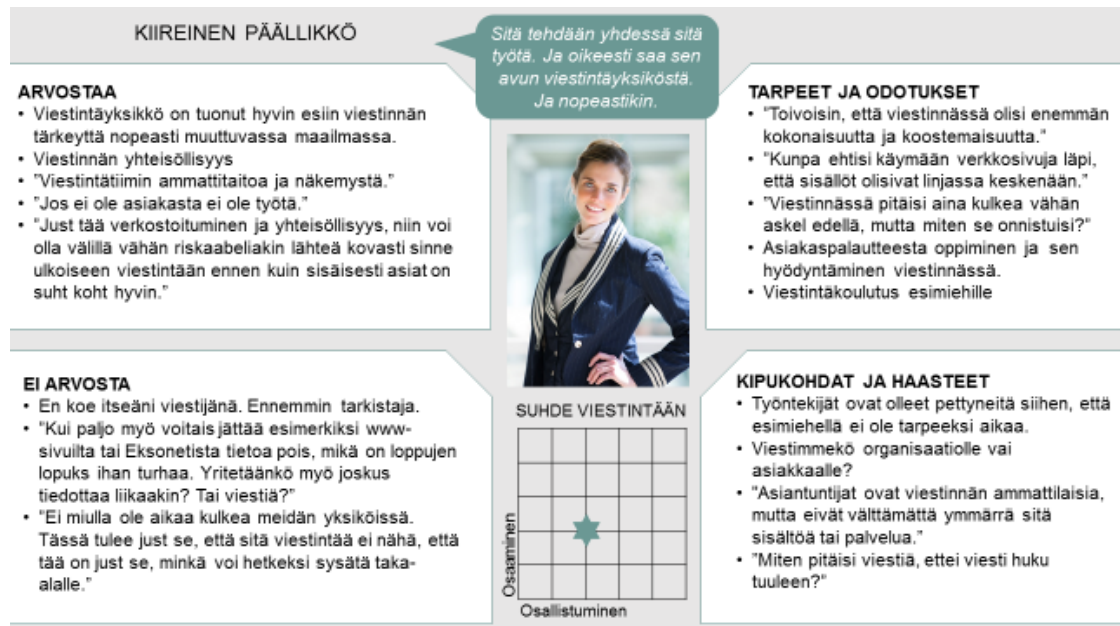 KIIREINEN PÄÄLLIKKÖ
Sitä tehdään yhdessä sitä
työtä. Ja oikeesti saa sen
avun viestintäyksiköstä.
Ja nopeastikin.
ARVOSTAA
• Viestintäyksikkö on tuonut hyvin esiin viestinnän
tärkeyttä nopeasti muuttuvassa maailmassa.
• Viestinnän yhteisöllisyys
• "Viestintätiimin ammattitaitoa ja näkemystä."
• "Jos ei ole asiakasta ei ole työtä."
• "Just tää verkostoituminen ja yhteisöllisyys, niin voi
olla välillä vähän riskaabeliakin lähteä kovasti sinne
ulkoiseen viestintään ennen kuin sisäisesti asiat on
suht koht hyvin."
TARPEET JA ODOTUKSET
• "Toivoisin, että viestinnässä olisi enemmän
kokonaisuutta ja koostemaisuutta."
• "Kunpa ehtisi käymään verkkosivuja läpi,
että sisällöt olisivat linjassa keskenään."
• "Viestinnässä pitäisi aina kulkea vähän
askel edellä, mutta miten se onnistuisi?"
• Asiakaspalautteesta oppiminen ja sen
hyödyntäminen viestinnässä.
• Viestintäkoulutus esimiehille
EI ARVOSTA
• En koe itseäni viestijänä. Ennemmin tarkistaja.
• "Kui paljo myö voitais jättää esimerkiksi www-
sivuilta tai Eksonetista tietoa pois, mikä on loppujen
lopuks ihan turhaa. Yritetäänkö myö joskus
tiedottaa liikaakin? Tai viestiä?"
• "Ei miulla ole aikaa kulkea meidän yksiköissä.
Tässä tulee just se, että sitä viestintää ei nähä, että
tää on just se, minkä voi hetkeksi sysätä taka-
alalle."
SUHDE VIESTINTÄÄN
Osaaminen
Osallistuminen
KIPUKOHDAT JA HAASTEET
• Työntekijät ovat olleet pettyneitä siihen, että
esimiehellä ei ole tarpeeksi aikaa.
• Viestimmekö organisaatiolle vai
asiakkaalle?
• "Asiantuntijat ovat viestinnän ammattilaisia,
mutta eivät välttämättä ymmärrä sitä
sisältöä tai palvelua."
• "Miten pitäisi viestiä, ettei viesti huku
tuuleen?"